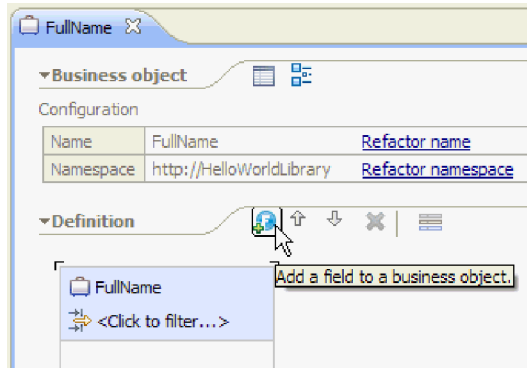 FullName
Business object
Configuration
Name FullName Refactor name
Namespace http://HelloWorldLibrary Refactor namespace
Definition
Add a field to a business object.
FullName
<Click to filter...>